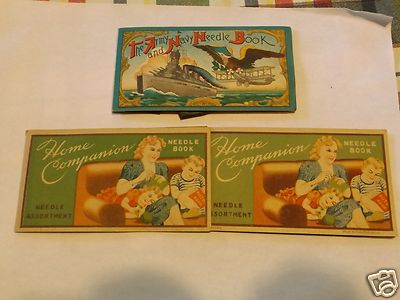 The Army and Navy Needle Book
Home Companion
NEEDLE BOOK
NEEDLE ASSORTMENT
Home Companion
NEEDLE BOOK
NEEDLE ASSORTMENT